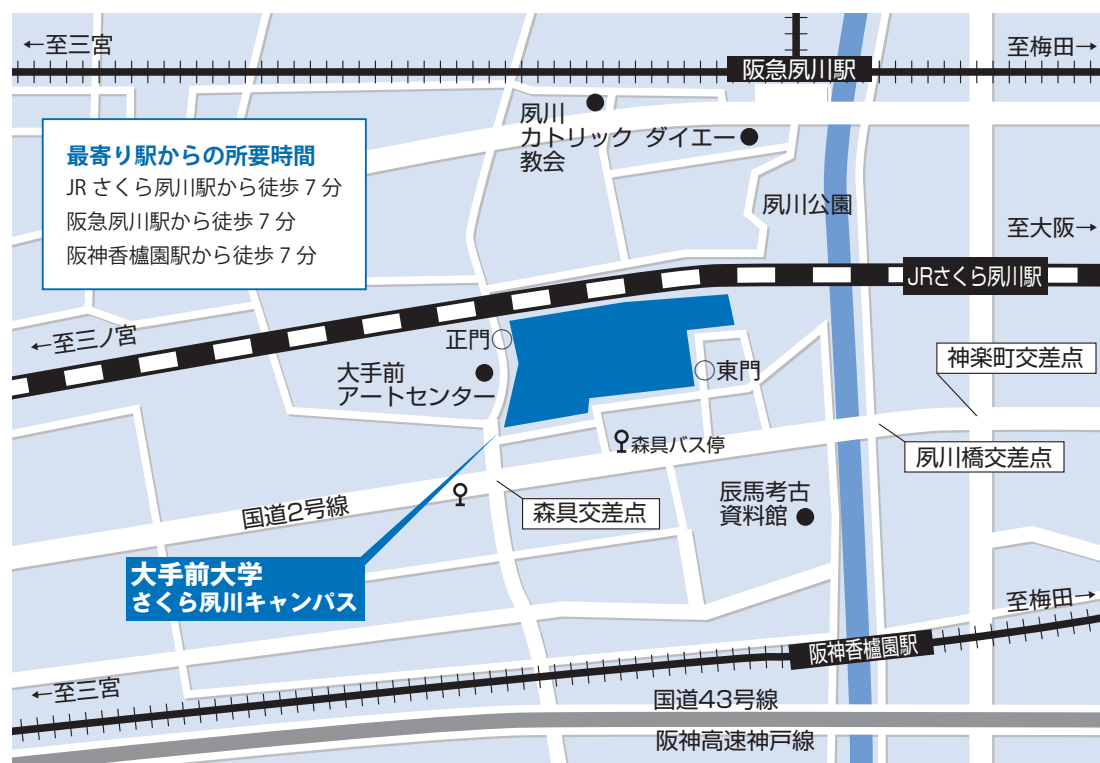 ←至三宮
至梅田→
阪急夙川駅
夙川
カトリック
教会
ダイエー
最寄り駅からの所要時間
JR さくら夙川駅から徒歩 7 分
阪急夙川駅から徒歩 7 分
阪神香櫨園駅から徒歩 7 分
夙川公園
至大阪→
JRさくら夙川駅
←至三ノ宮
正門
大手前
アートセンター
東門
神楽町交差点
森具バス停
夙川橋交差点
国道2号線
森具交差点
辰馬考古
資料館
大手前大学
さくら夙川キャンパス
至梅田→
阪神香櫨園駅
←至三宮
国道43号線
阪神高速神戸線